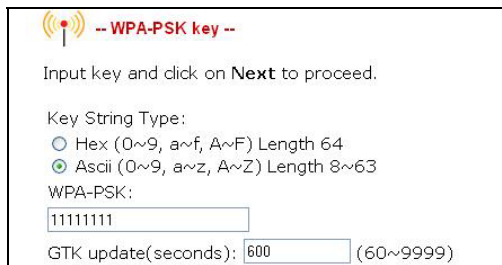 -- WPA-PSK key --
Input key and click on Next to proceed.
Key String Type:
Hex (0~9, a~f, A~F) Length 64
Ascii (0~9, a~z, A~Z) Length 8~63
WPA-PSK:
11111111
GTK update(seconds): 600 (60~9999)